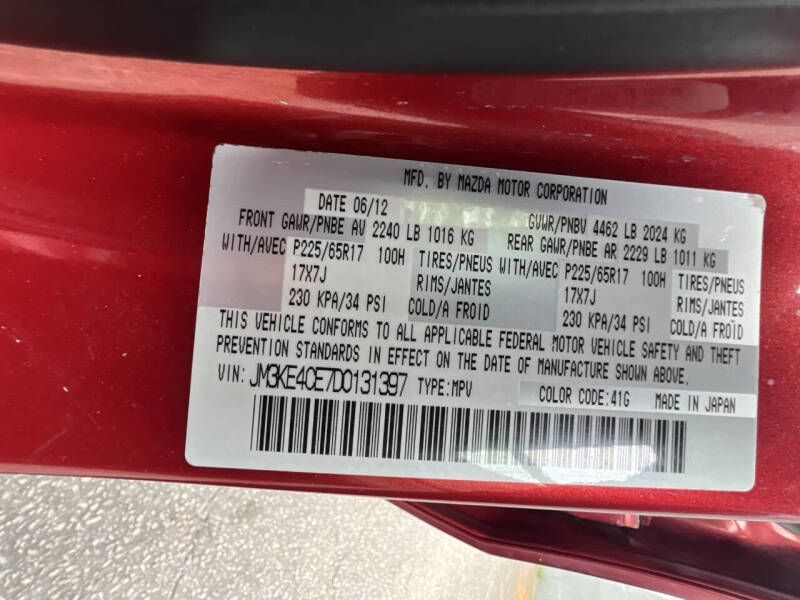 MFD. BY MAZDA MOTOR CORPORATION
DATE 06/12 GVWR/PNBV 4462 LB 2024 KG
FRONT GAWR/PNBE AV 2240 LB 1016 KG REAR GAWR/PNBE AR 2229 LB 1011 KG
WITH/AVEC P225/65R17 100H TIRES/PNEUS WITH/AVEC P225/65R17 100H TIRES/PNEUS
17X7J RIMS/JANTES 17X7J RIMS/JANTES
230 KPA/34 PSI COLD/A FROID 230 KPA/34 PSI COLD/A FROID
THIS VEHICLE CONFORMS TO ALL APPLICABLE FEDERAL MOTOR VEHICLE SAFETY AND THEFT
PREVENTION STANDARDS IN EFFECT ON THE DATE OF MANUFACTURE SHOWN ABOVE.
VIN: JM3KE4CE7D0131397 TYPE:MPV COLOR CODE:41G MADE IN JAPAN